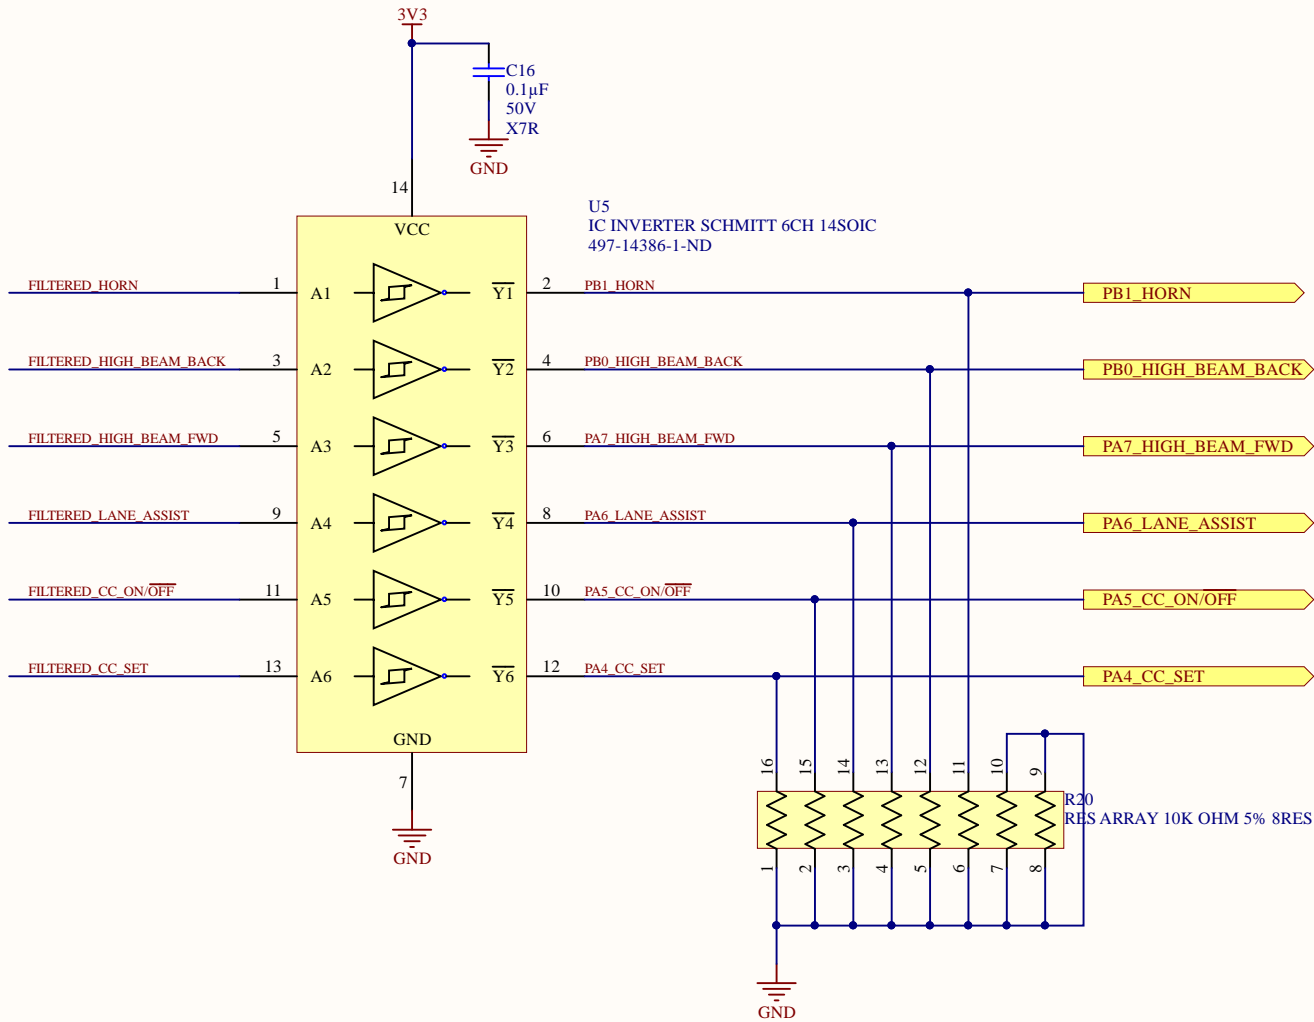 3V3
C16
0.1µF
50V
X7R
GND
14
VCC
U5
IC INVERTER SCHMITT 6CH 14SOIC
497-14386-1-ND
FILTERED_HORN 1 A1 Y1 2 PB1_HORN PB1_HORN
FILTERED_HIGH_BEAM_BACK 3 A2 Y2 4 PB0_HIGH_BEAM_BACK PB0_HIGH_BEAM_BACK
FILTERED_HIGH_BEAM_FWD 5 A3 Y3 6 PA7_HIGH_BEAM_FWD PA7_HIGH_BEAM_FWD
FILTERED_LANE_ASSIST 9 A4 Y4 8 PA6_LANE_ASSIST PA6_LANE_ASSIST
FILTERED_CC_ON/OFF 11 A5 Y5 10 PA5_CC_ON/OFF PA5_CC_ON/OFF
FILTERED_CC_SET 13 A6 Y6 12 PA4_CC_SET PA4_CC_SET
GND
7
GND
16 15 14 13 12 11 10 9
R20
RES ARRAY 10K OHM 5% 8RES
1 2 3 4 5 6 7 8
GND